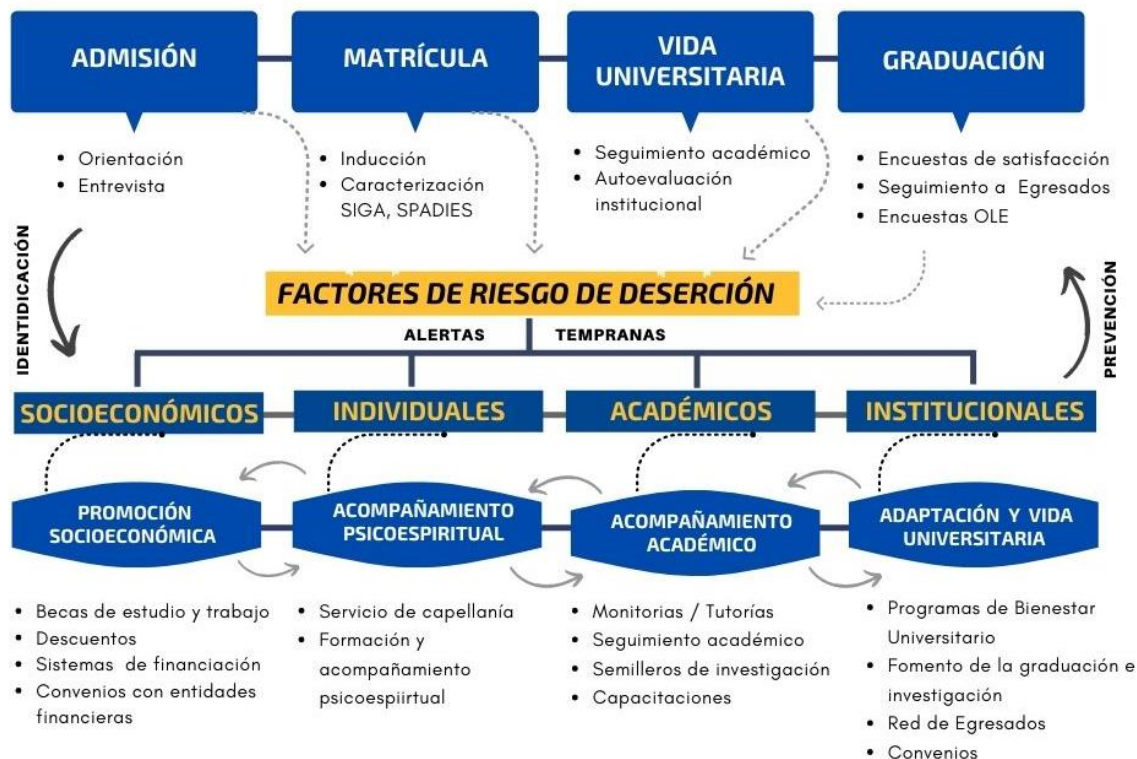 ADMISIÓN
MATRÍCULA
VIDA
UNIVERSITARIA
GRADUACIÓN
• Orientación
• Entrevista
• Inducción
• Caracterización
SIGA, SPADIES
• Seguimiento académico
• Autoevaluación
institucional
• Encuestas de satisfacción
• Seguimiento a Egresados
• Encuestas OLE
IDENTIDICACIÓN
FACTORES DE RIESGO DE DESERCIÓN
PREVENCIÓN
ALERTAS TEMPRANAS
SOCIOECONÓMICOS
INDIVIDUALES
ACADÉMICOS
INSTITUCIONALES
PROMOCIÓN
SOCIOECONÓMICA
ACOMPAÑAMIENTO
PSICOESPIRITUAL
ACOMPAÑAMIENTO
ACADÉMICO
ADAPTACIÓN Y VIDA
UNIVERSITARIA
• Becas de estudio y trabajo
• Descuentos
• Sistemas de financiación
• Convenios con entidades
financieras
• Servicio de capellanía
• Formación y
acompañamiento
psicoespiirtual
• Monitorias / Tutorías
• Seguimiento académico
• Semilleros de investigación
• Capacitaciones
• Programas de Bienestar
Universitario
• Fomento de la graduación e
investigación
• Red de Egresados
• Convenios